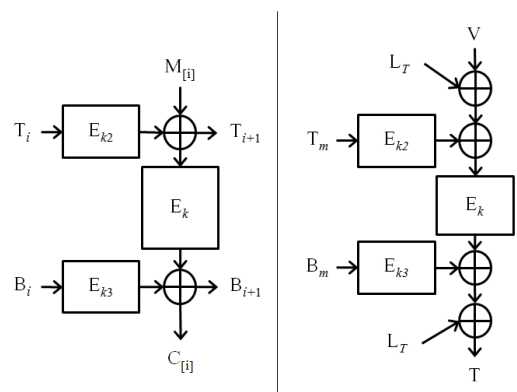 M[i]
Ti Ek2 Ti+1
Ek
Bi Ek3 Bi+1
C[i]
V
LT
Tm Ek2
Ek
Bm Ek3
LT
T